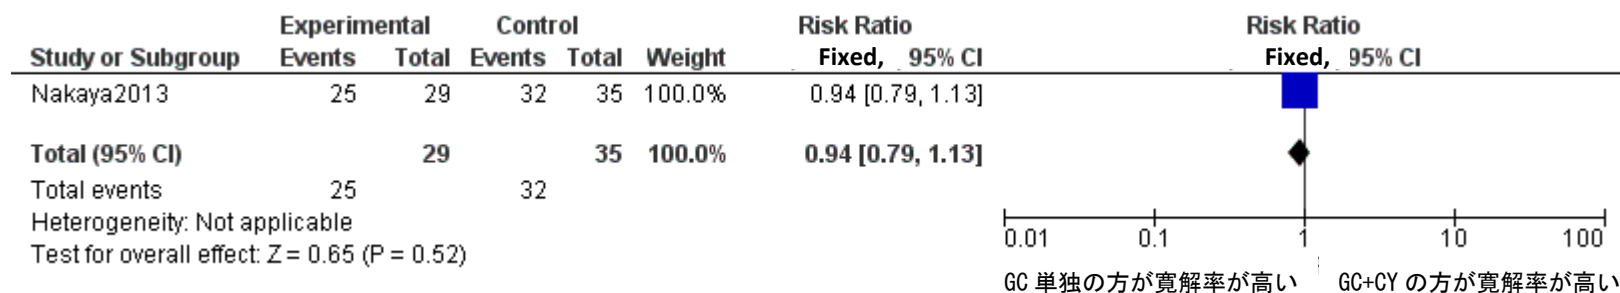 Experimental Control Risk Ratio Risk Ratio
Study or Subgroup Events Total Events Total Weight Fixed, 95% CI Fixed, 95% CI
Nakaya2013 25 29 32 35 100.0% 0.94 [0.79, 1.13]
Total (95% CI) 29 35 100.0% 0.94 [0.79, 1.13]
Total events 25 32
Heterogeneity: Not applicable
Test for overall effect: Z = 0.65 (P = 0.52)
0.01 0.1 1 10 100
GC 単独の方が寛解率が高い GC+CY の方が寛解率が高い